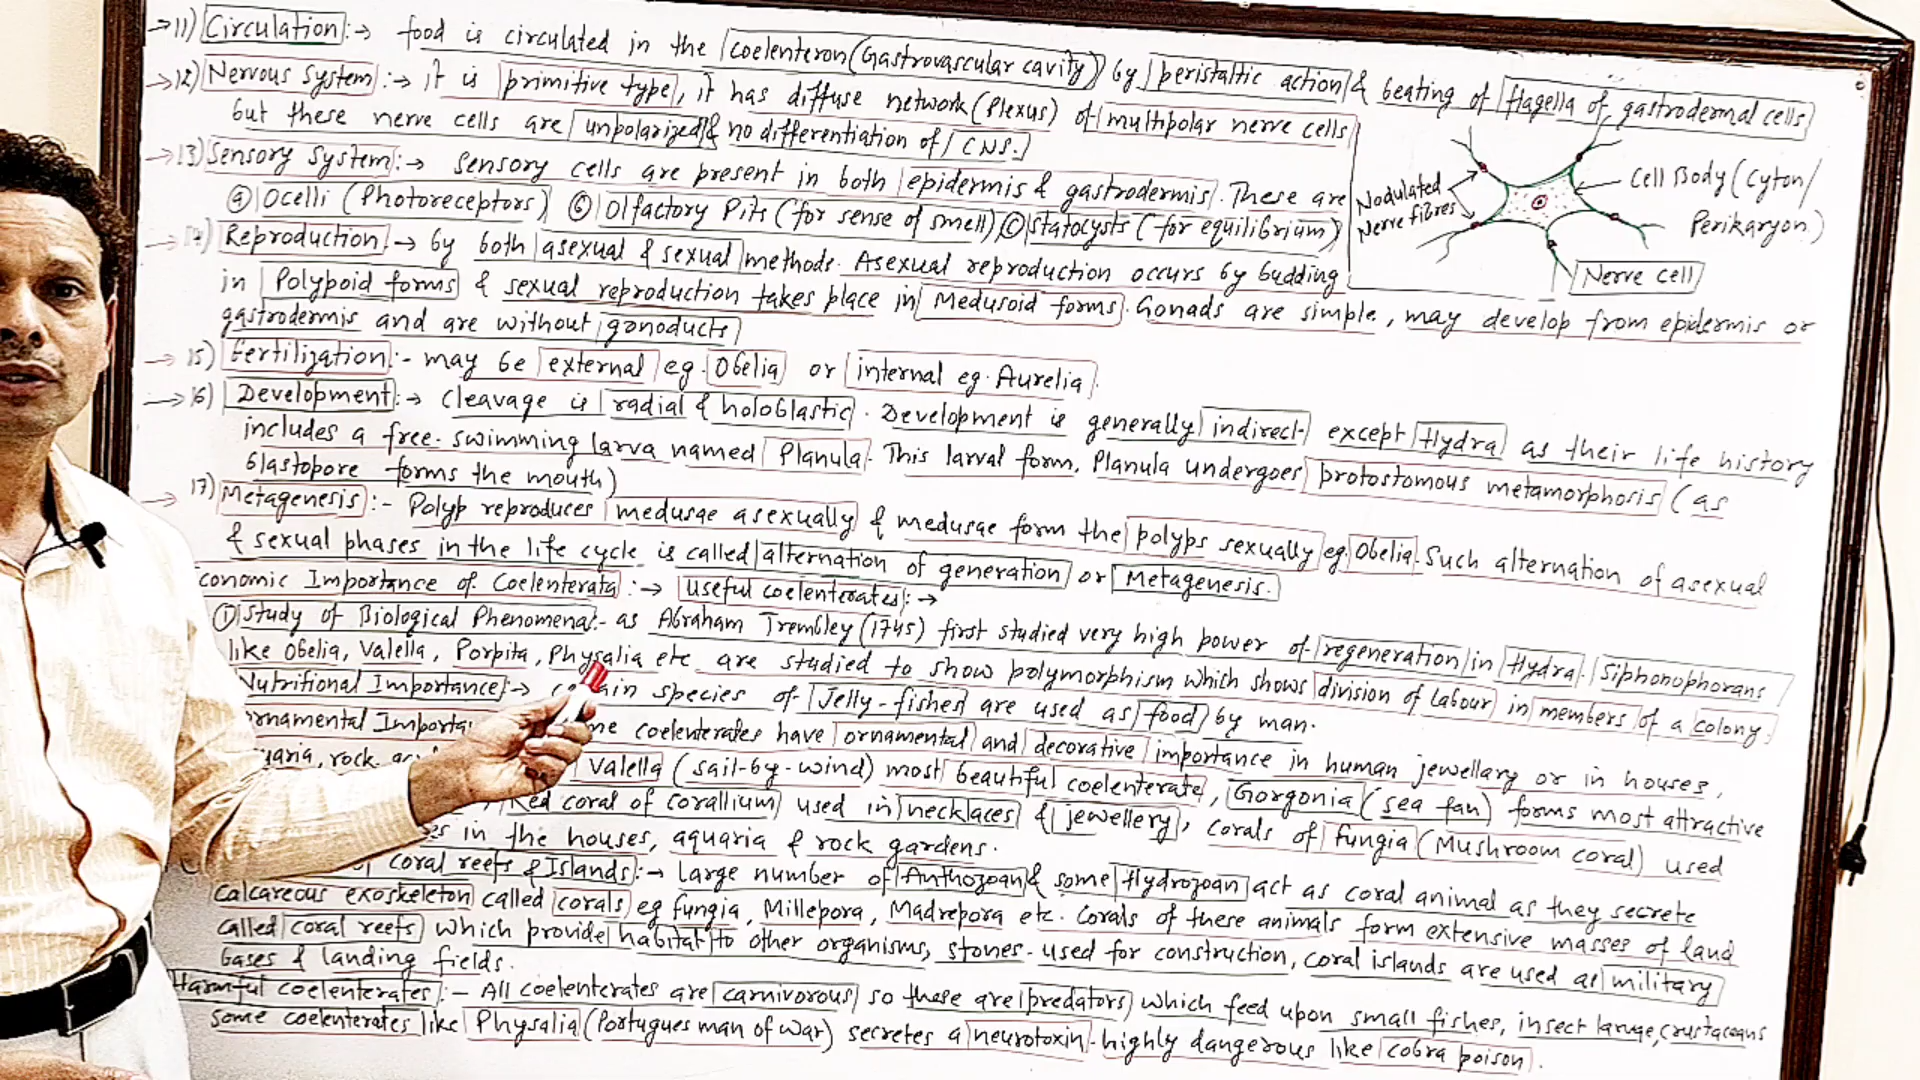 11) Circulation :→ food is circulated in the coelenteron (Gastrovascular cavity) by peristaltic action & beating of flagella of gastrodermal cells
12) Nervous System :→ it is primitive type, it has diffuse network (Plexus) of multipolar nerve cells
but these nerve cells are unpolarized & no differentiation of CNS.
13) Sensory System :→ Sensory cells are present in both epidermis & gastrodermis. These are
ⓐ Ocelli (Photoreceptors) ⓑ Olfactory Pits (for sense of smell) ⓒ Statocysts (for equilibrium)
Nodulated Nerve fibres
Cell Body (Cyton/
Perikaryon)
Nerve cell
14) Reproduction :→ by both asexual & sexual methods. Asexual reproduction occurs by budding
in Polypoid forms & sexual reproduction takes place in Medusoid forms. Gonads are simple, may develop from epidermis or
gastrodermis and are without gonoducts
15) Fertilization :- may be external eg. Obelia or internal eg. Aurelia.
16) Development :→ Cleavage is radial & holoblastic. Development is generally indirect except Hydra as their life history
includes a free-swimming larva named Planula. This larval form, Planula undergoes protostomous metamorphosis (as
blastopore forms the mouth)
17) Metagenesis :- Polyp reproduces medusae asexually & medusae form the polyps sexually eg. Obelia. Such alternation of asexual
& sexual phases in the life cycle is called alternation of generation or Metagenesis.
conomic Importance of Coelenterata :→ Useful coelenterates :→
① Study of Biological Phenomena :- as Abraham Trembley (1745) first studied very high power of regeneration in Hydra. Siphonophorans
like Obelia, Valella, Porpita, Physalia etc are studied to show polymorphism which shows division of labour in members of a colony.
Nutritional Importance :→ species of Jelly-fishes are used as food by man.
rnamental Importa me coelenterates have ornamental and decorative importance in human jewellary or in houses,
uaria, rock Valella (sail-by-wind) most beautiful coelenterate, Gorgonia (sea fan) forms most attractive
Red coral of corallium used in necklaces & jewellery, corals of fungia (Mushroom coral) used
es in the houses, aquaria & rock gardens.
coral reefs & Islands :→ Large number of Anthozoan & some Hydrozoan act as coral animal as they secrete
calcareous exoskeleton called corals eg fungia, Millepora, Madrepora etc. Corals of these animals form extensive masses of land
called coral reefs which provide habitat to other organisms, stones-used for construction, coral islands are used as military
bases & landing fields.
Harmful coelenterates :- All coelenterates are carnivorous so these are predators which feed upon small fishes, insect larvae, crustaceans
some coelenterates like Physalia (Portugues man of war) secretes a neurotoxin-highly dangerous like cobra poison.